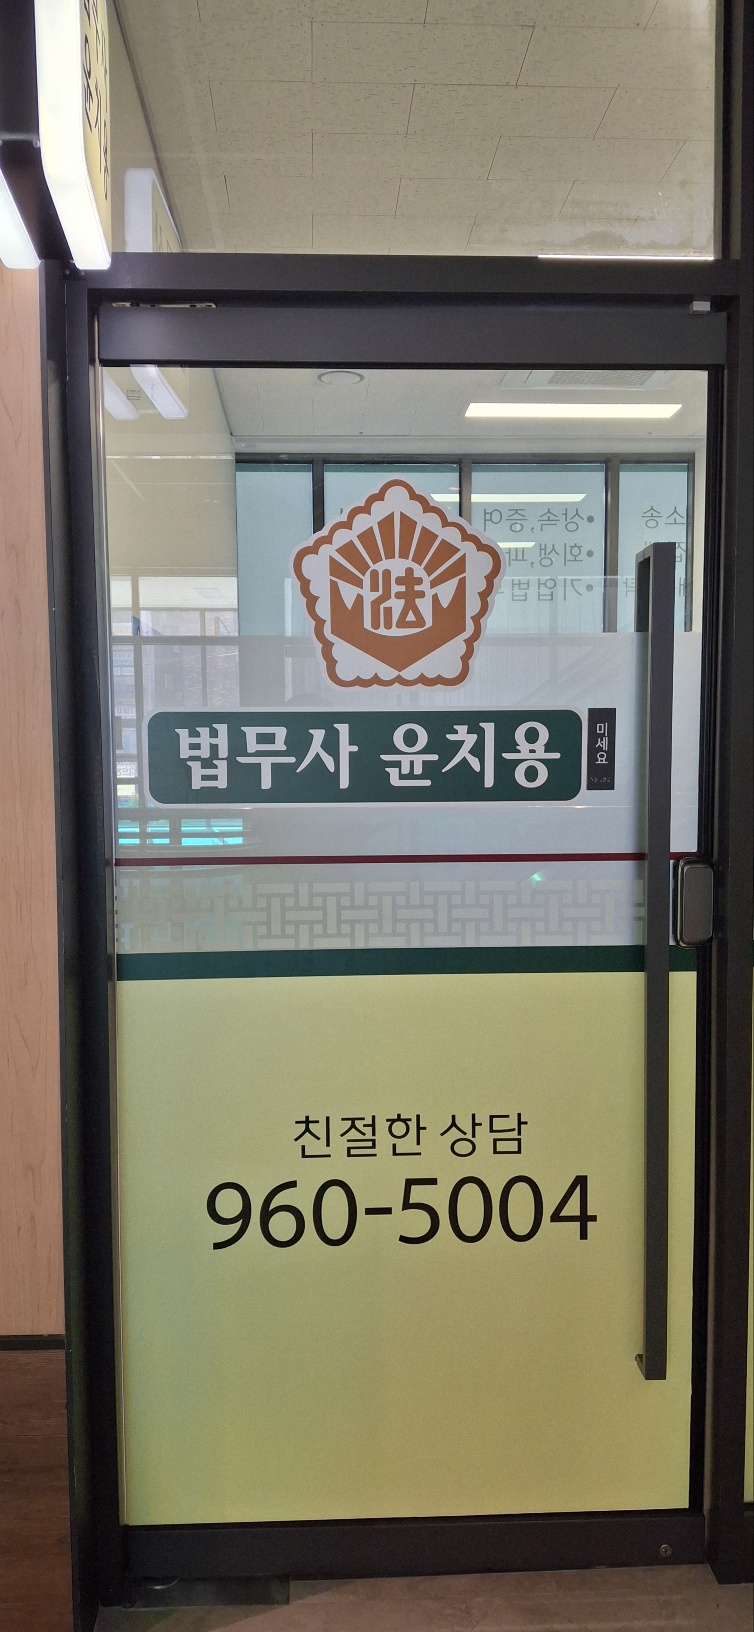 法
법무사 윤치용
미세요
친절한 상담
960-5004
소송
•상속,증여
•회생,파
•기업법